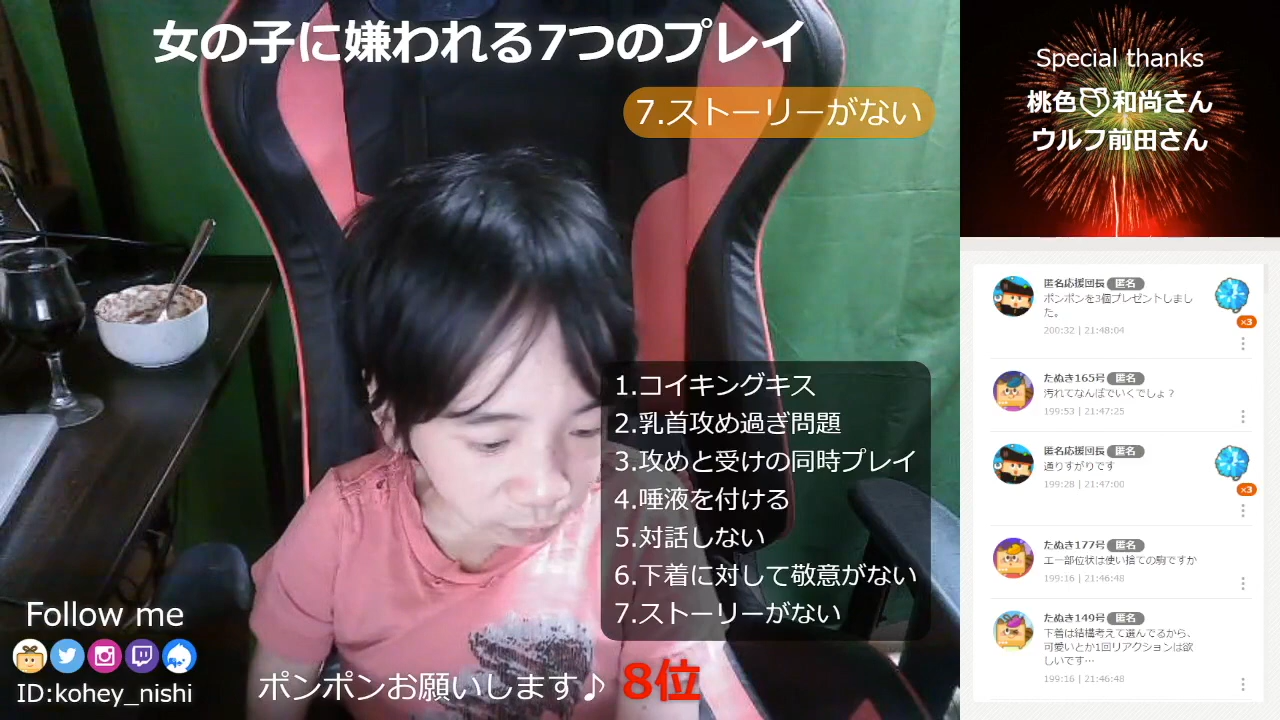 女の子に嫌われる7つのプレイ
7.ストーリーがない
1.コイキングキス
2.乳首攻め過ぎ問題
3.攻めと受けの同時プレイ
4.唾液を付ける
5.対話しない
6.下着に対して敬意がない
7.ストーリーがない
Follow me
ID:kohey_nishi
ポンポンお願いします♪ 8位
Special thanks
桃色🍑和尚さん
ウルフ前田さん
匿名応援団長 匿名
ポンポンを3個プレゼントしまし
た。
x3
200:32 | 21:48:04
たぬき165号 匿名
汚れてなんぼでいくでしょ？
199:53 | 21:47:25
匿名応援団長 匿名
通りすがりです
x3
199:28 | 21:47:00
たぬき177号 匿名
エー部位状は使い捨ての駒ですか
199:16 | 21:46:48
たぬき149号 匿名
下着は結構考えて選んでるから、
可愛いとか1回リアクションは欲
しいです…
199:16 | 21:46:48